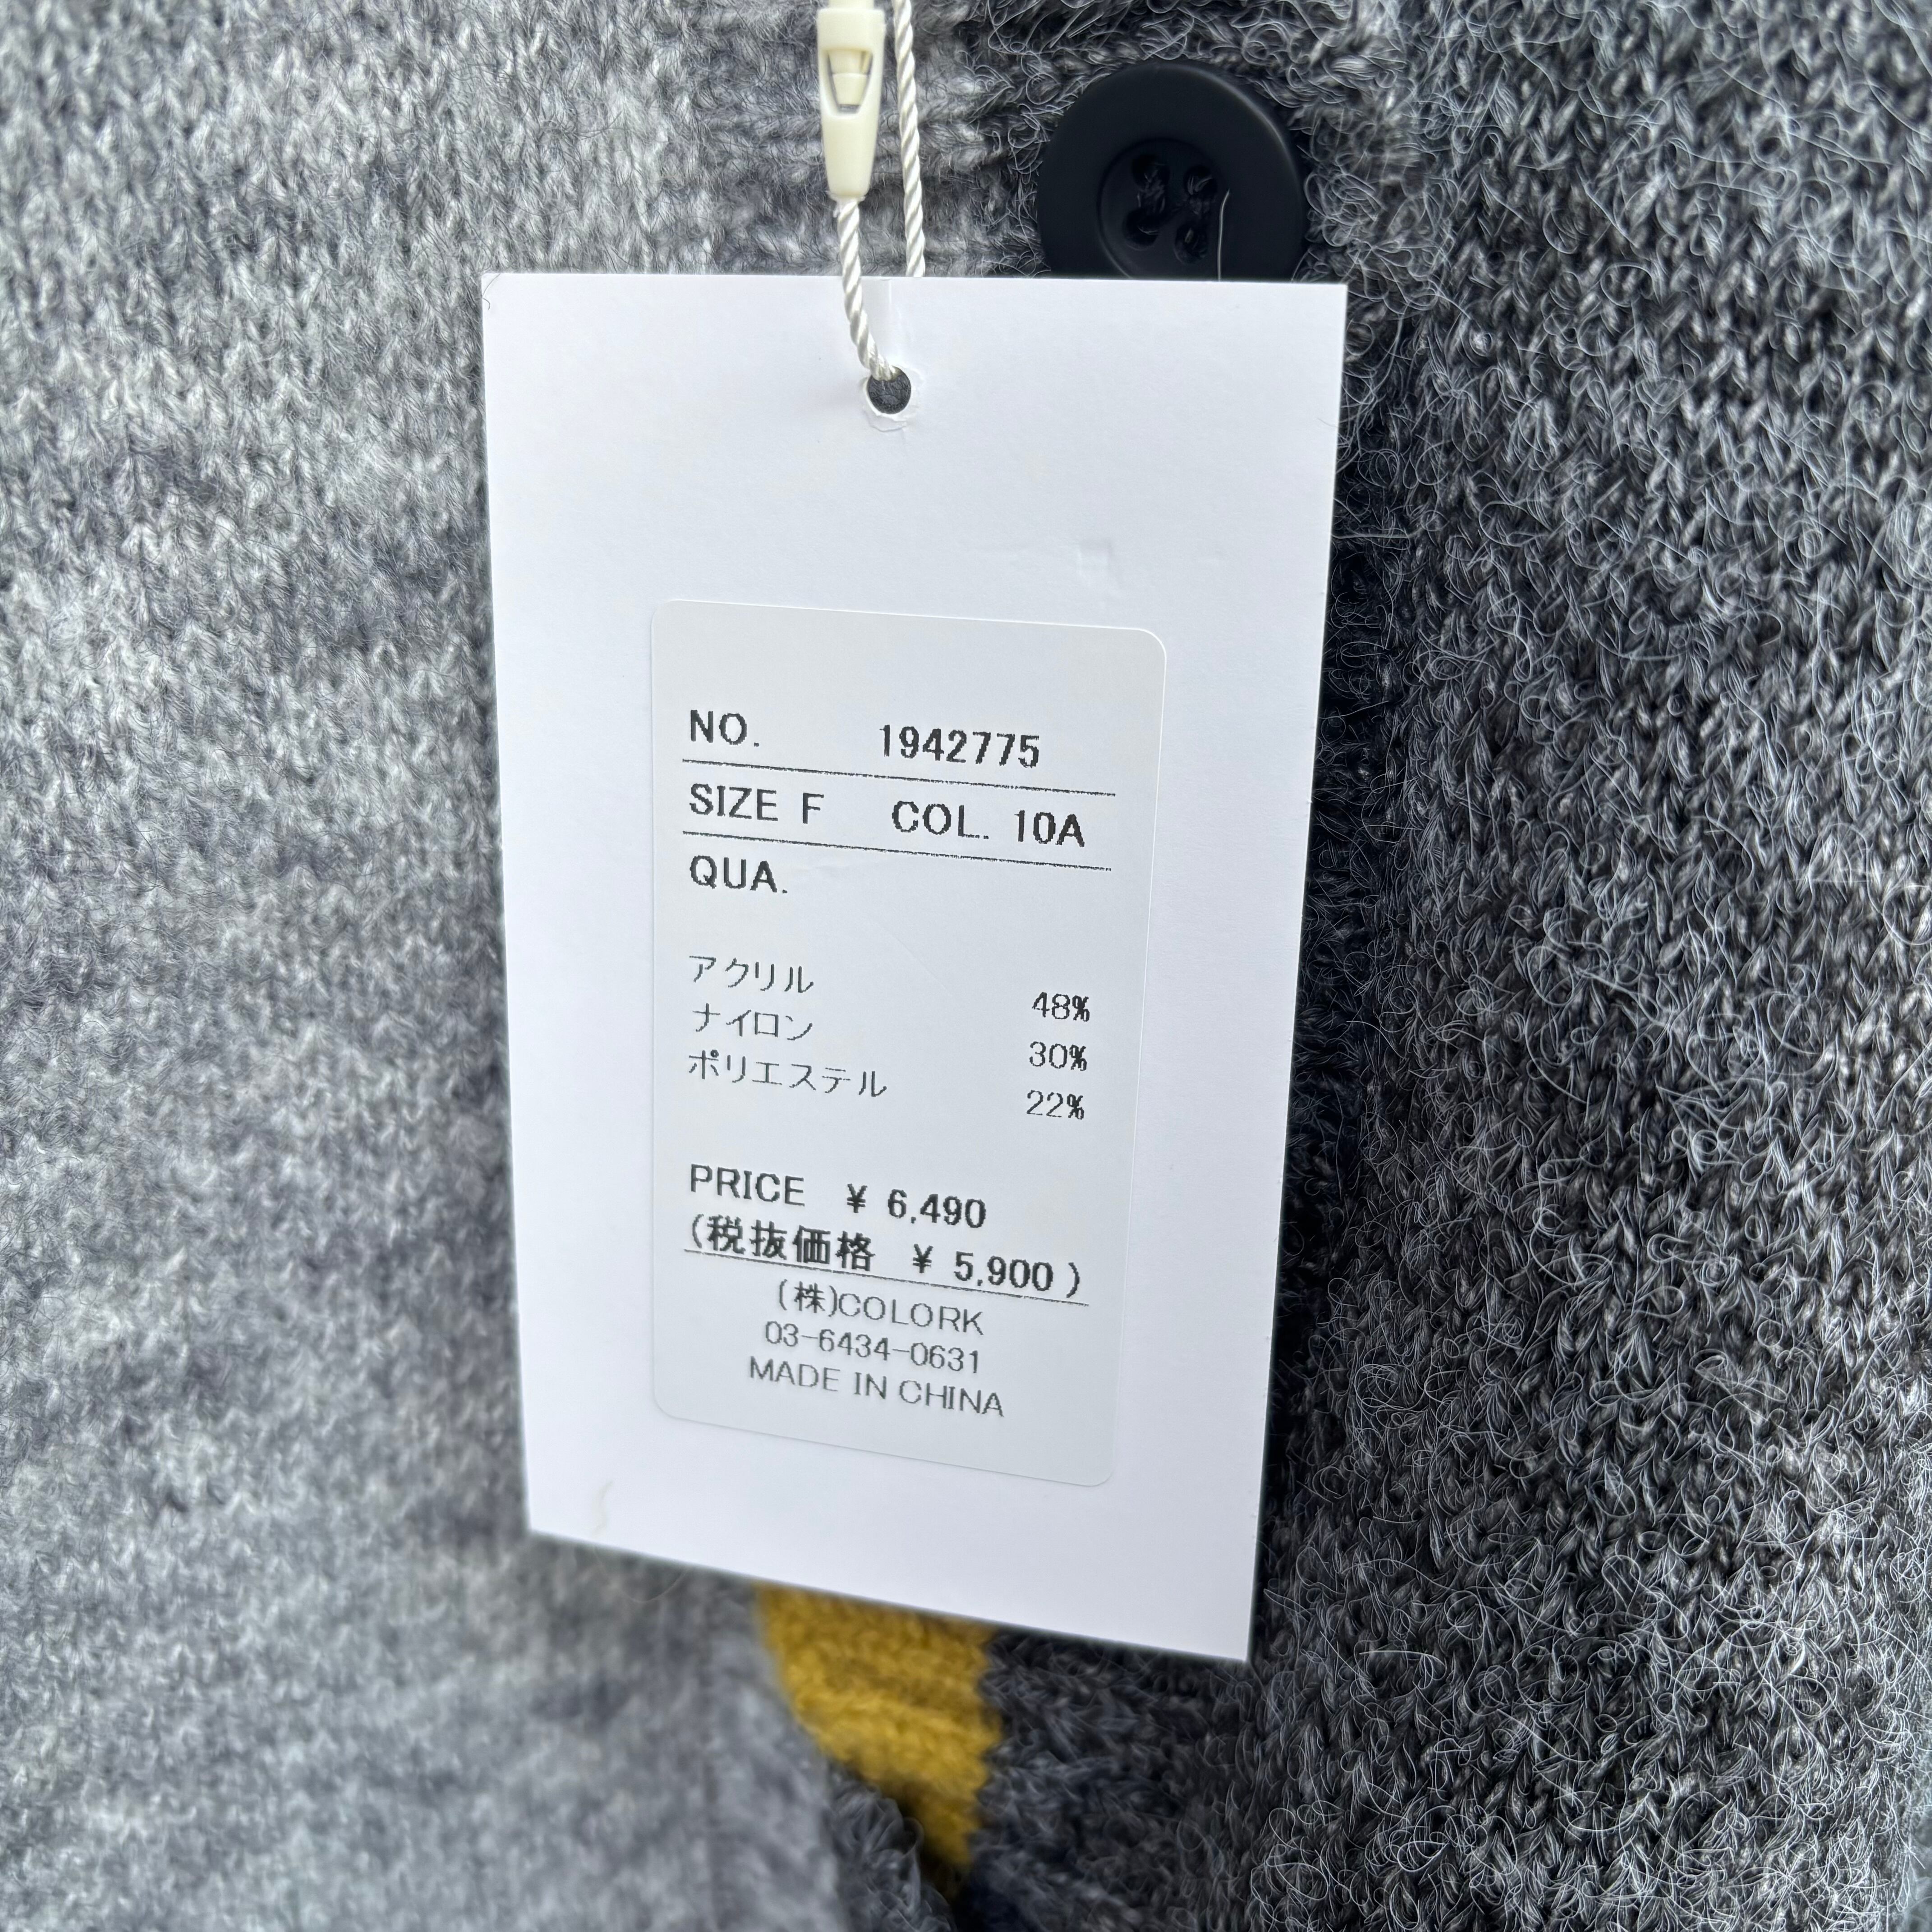 NO. 1942775
SIZE F COL. 10A
QUA.
アクリル 48%
ナイロン 30%
ポリエステル 22%
PRICE ¥ 6,490
(税抜価格 ¥ 5,900)
(株)COLORK
03-6434-0631
MADE IN CHINA